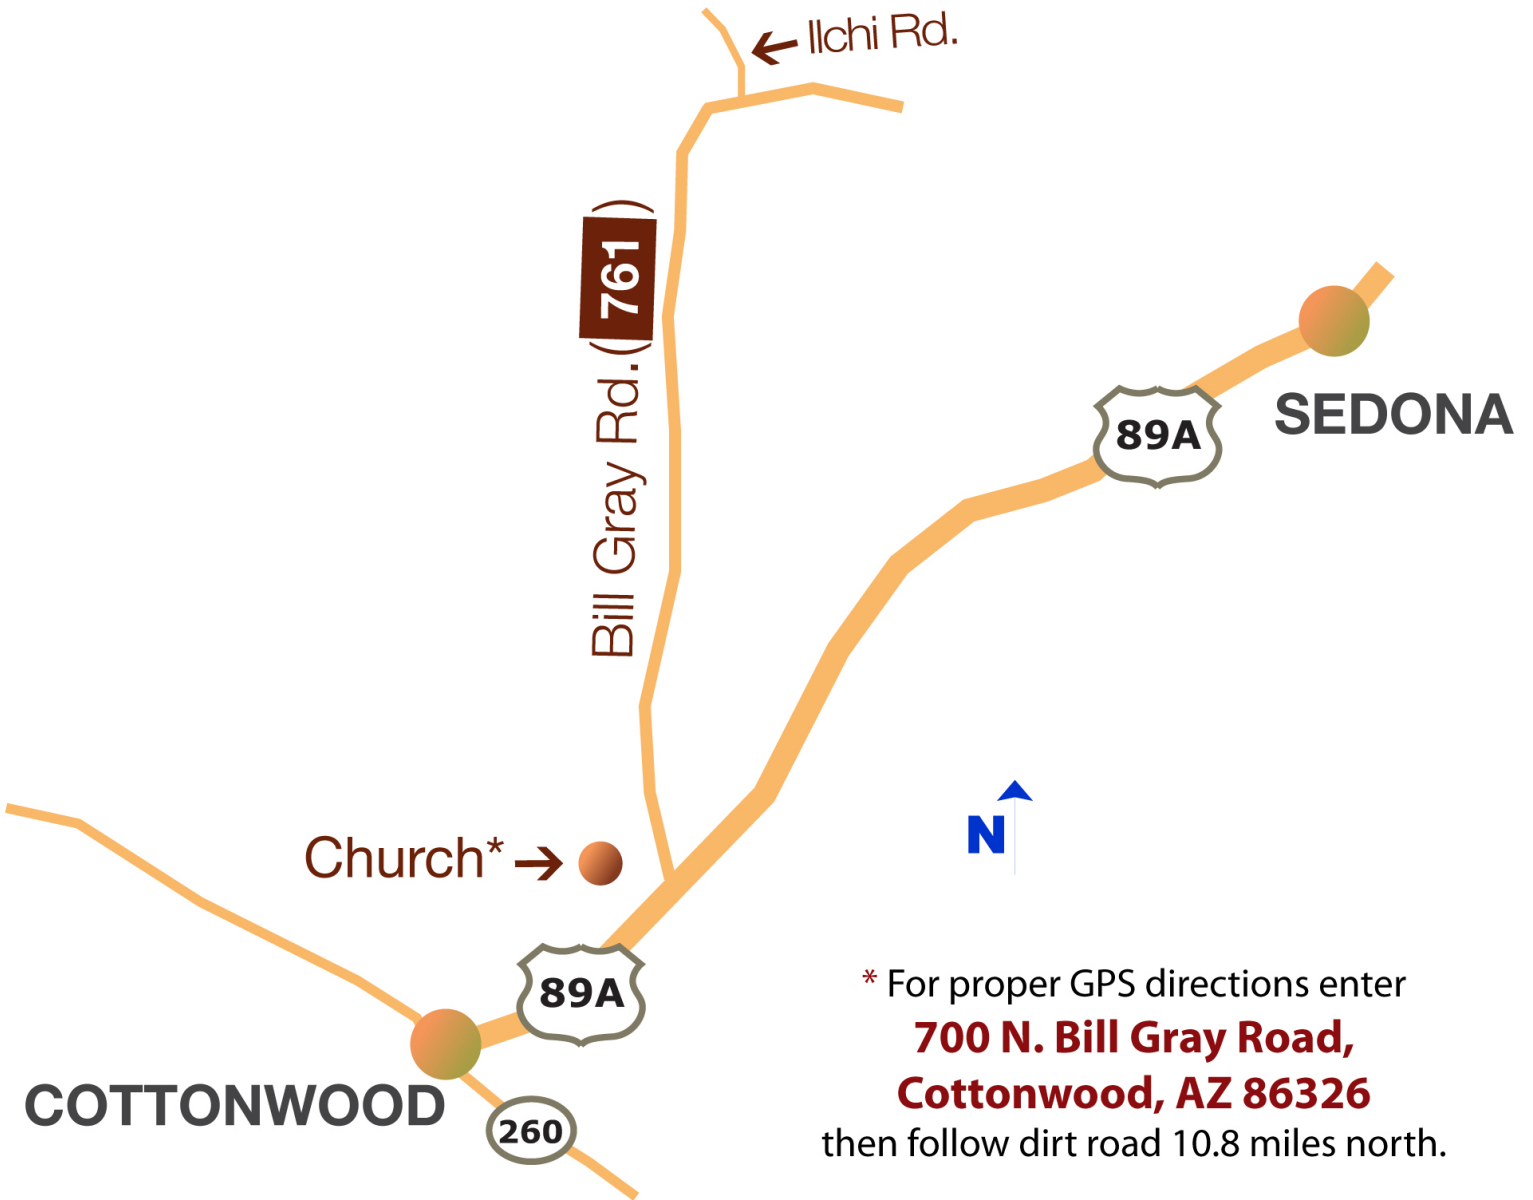 Ilchi Rd.
Bill Gray Rd. (761)
89A
SEDONA
Church*
N
89A
COTTONWOOD
260
* For proper GPS directions enter
700 N. Bill Gray Road,
Cottonwood, AZ 86326
then follow dirt road 10.8 miles north.